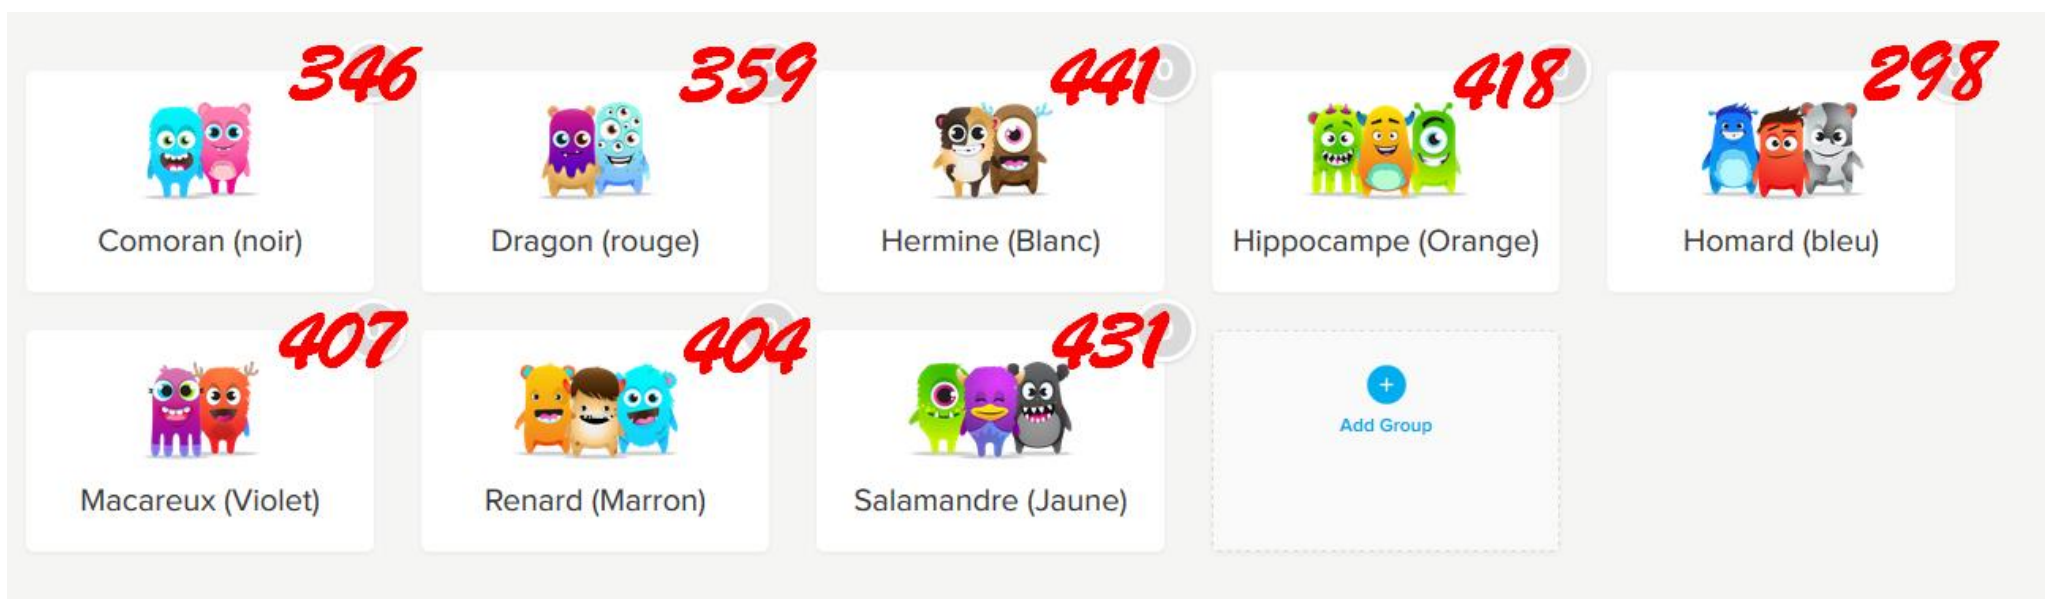 346 359 441 418 298
Comoran (noir) Dragon (rouge) Hermine (Blanc) Hippocampe (Orange) Homard (bleu)
407 404 431
Add Group
Macareux (Violet) Renard (Marron) Salamandre (Jaune)